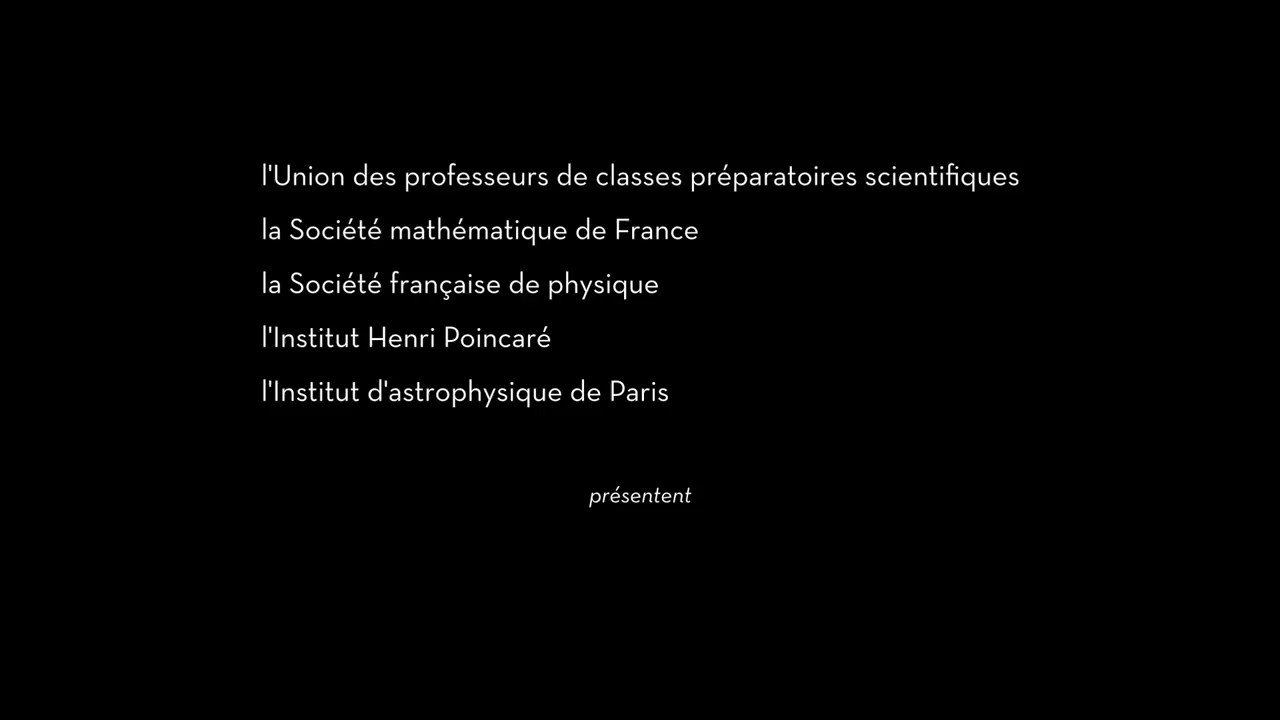 l'Union des professeurs de classes préparatoires scientifiques
la Société mathématique de France
la Société française de physique
l'Institut Henri Poincaré
l'Institut d'astrophysique de Paris
présentent